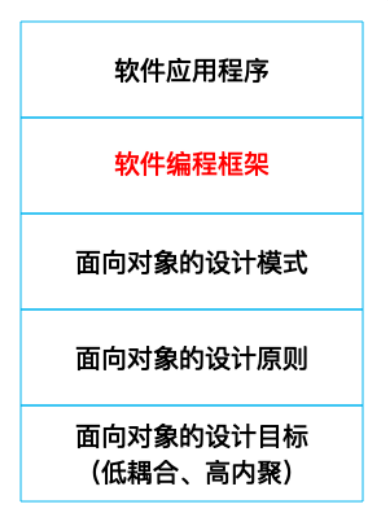 软件应用程序
软件编程框架
面向对象的设计模式
面向对象的设计原则
面向对象的设计目标
（低耦合、高内聚）